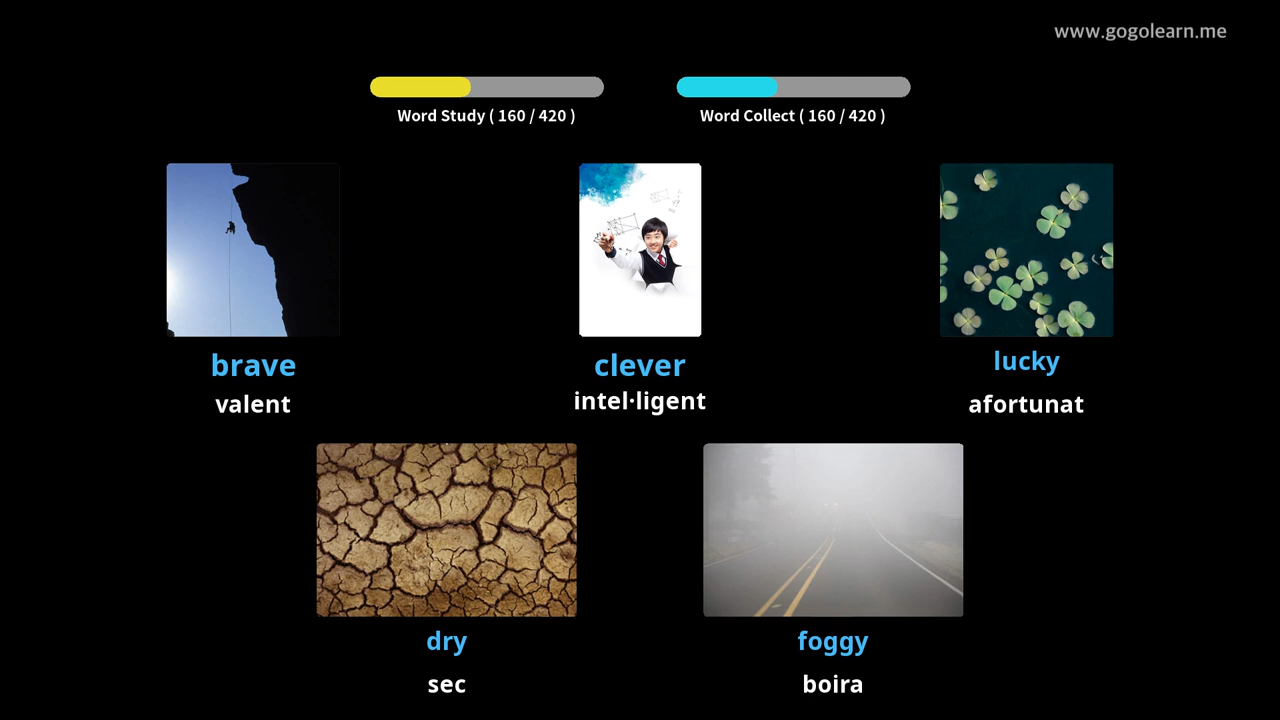 www.gogolearn.me
Word Study ( 160 / 420 )
Word Collect ( 160 / 420 )
brave
valent
clever
intel·ligent
lucky
afortunat
dry
sec
foggy
boira